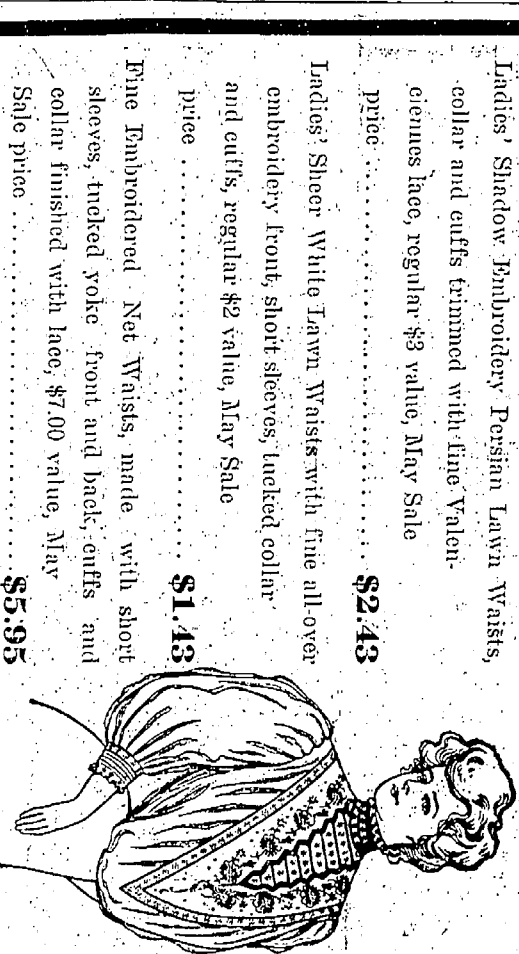 Ladies' Shadow Embroidery Persian Lawn Waists,
collar and cuffs trimmed with fine Valen-
ciennes lace, regular $3 value, May Sale
price .......................... $2.43
Ladies' Sheer White Lawn Waists with fine all-over
embroidery front, short sleeves, tucked collar
and cuffs, regular $2 value, May Sale
price .......................... $1.43
Fine Embroidered Net Waists, made with short
sleeves, tucked yoke front and back, cuffs and
collar finished with lace, $7.00 value, May
Sale price ..................... $5.95